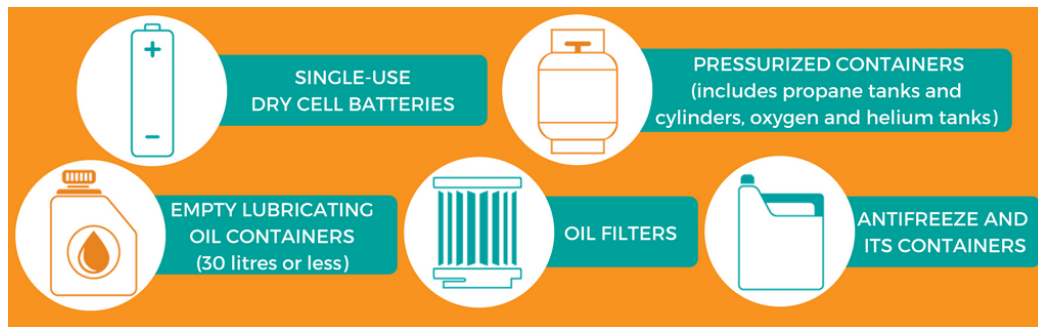 SINGLE-USE
DRY CELL BATTERIES
PRESSURIZED CONTAINERS
(includes propane tanks and
cylinders, oxygen and helium tanks)
EMPTY LUBRICATING
OIL CONTAINERS
(30 litres or less)
OIL FILTERS
ANTIFREEZE AND
ITS CONTAINERS